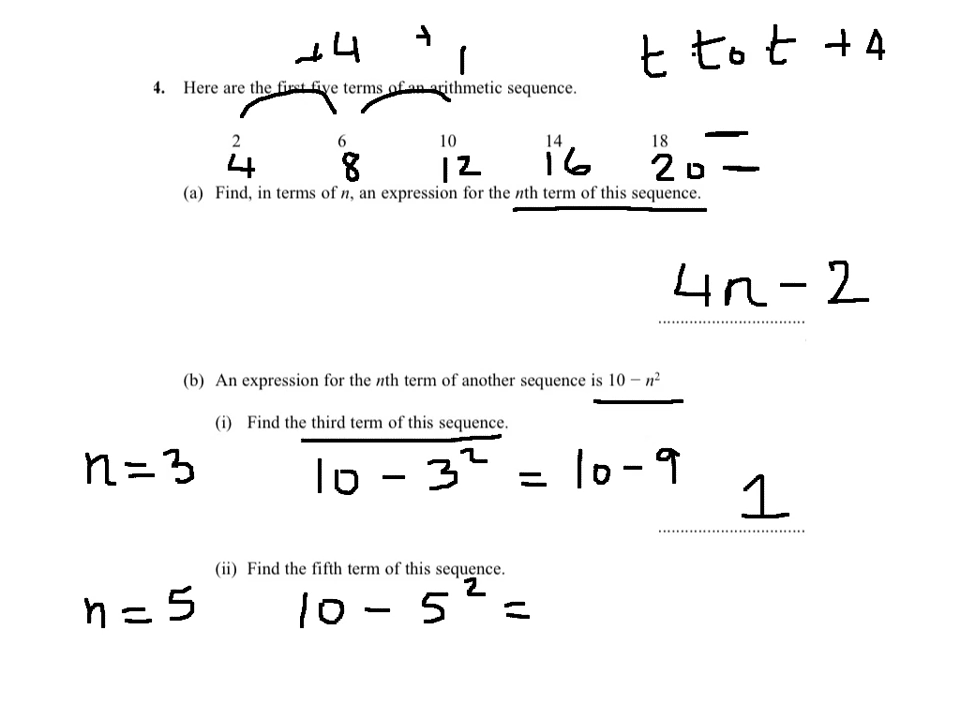 +4 + 1 t to t +4
4. Here are the first five terms of an arithmetic sequence.
2 6 10 14 18
4 8 12 16 20
(a) Find, in terms of n, an expression for the nth term of this sequence.
4n - 2
(b) An expression for the nth term of another sequence is 10 – n²
(i) Find the third term of this sequence.
n = 3 10 - 3² = 10 - 9
1
(ii) Find the fifth term of this sequence.
n = 5 10 - 5² =